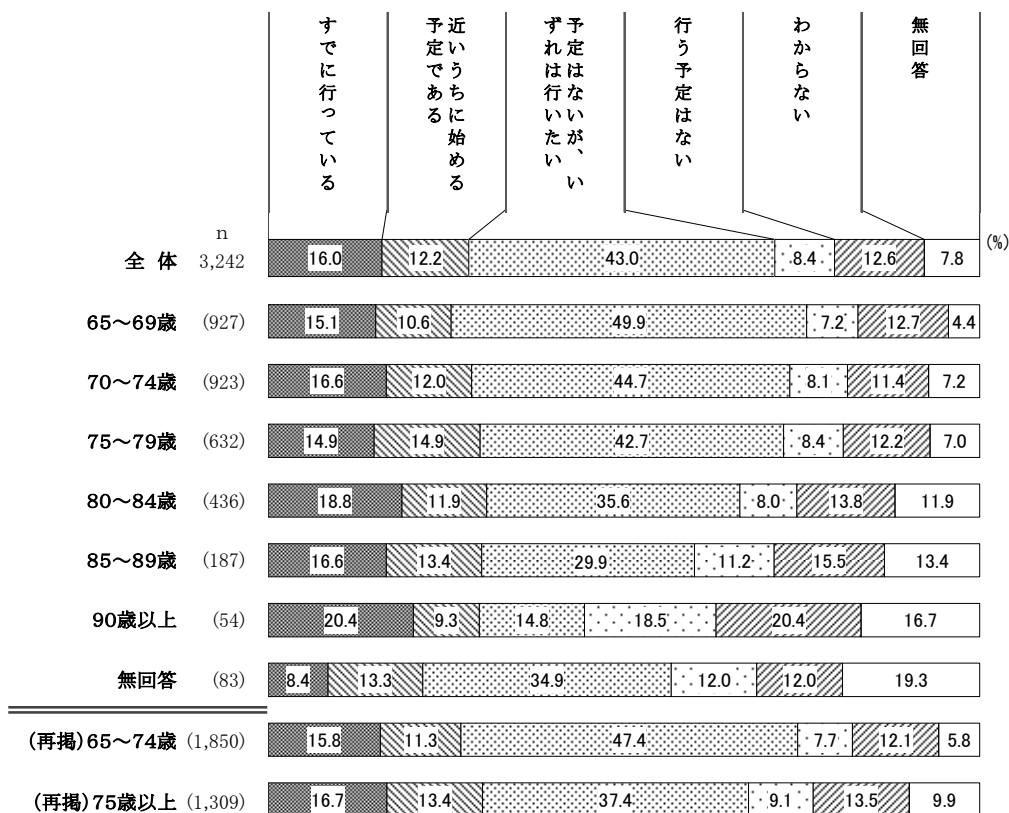 すでに行っている
近いうちに始める
予定である
予定はないが、い
ずれは行いたい
行う予定はない
わからない
無回答
(%)
n
全 体 3,242 16.0 12.2 43.0 8.4 12.6 7.8
65～69歳 (927) 15.1 10.6 49.9 7.2 12.7 4.4
70～74歳 (923) 16.6 12.0 44.7 8.1 11.4 7.2
75～79歳 (632) 14.9 14.9 42.7 8.4 12.2 7.0
80～84歳 (436) 18.8 11.9 35.6 8.0 13.8 11.9
85～89歳 (187) 16.6 13.4 29.9 11.2 15.5 13.4
90歳以上 (54) 20.4 9.3 14.8 18.5 20.4 16.7
無回答 (83) 8.4 13.3 34.9 12.0 12.0 19.3
(再掲)65～74歳 (1,850) 15.8 11.3 47.4 7.7 12.1 5.8
(再掲)75歳以上 (1,309) 16.7 13.4 37.4 9.1 13.5 9.9